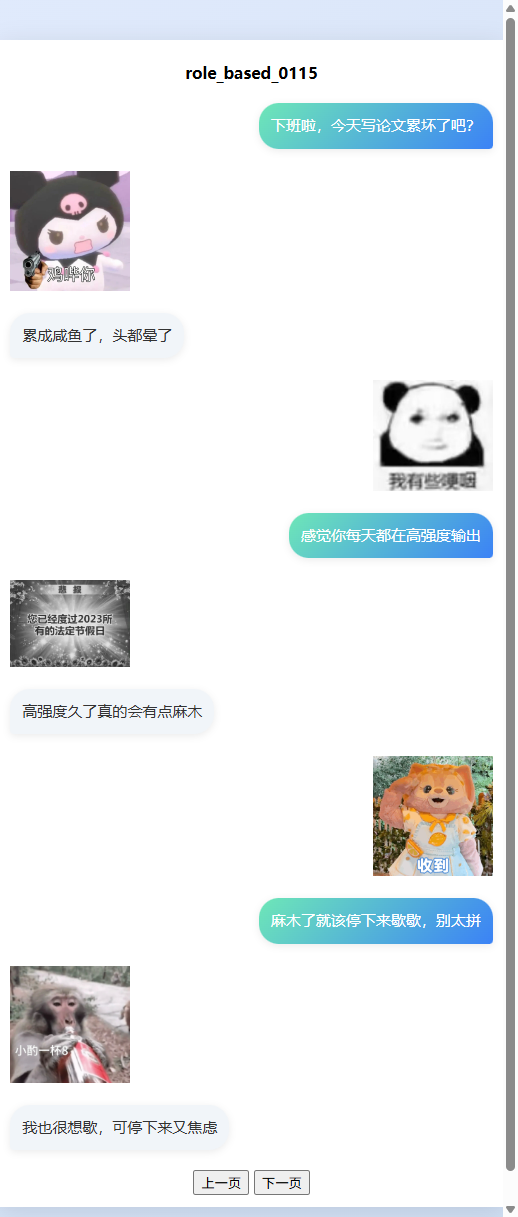 role_based_0115
下班啦，今天写论文累坏了吧？
鸡哔你
累成咸鱼了，头都晕了
我有些哽咽
感觉你每天都在高强度输出
悲报
您已经度过2023所
有的法定节假日
高强度久了真的会有点麻木
收到
麻木了就该停下来歇歇，别太拼
小酌一杯8
我也很想歇，可停下来又焦虑
上一页 下一页